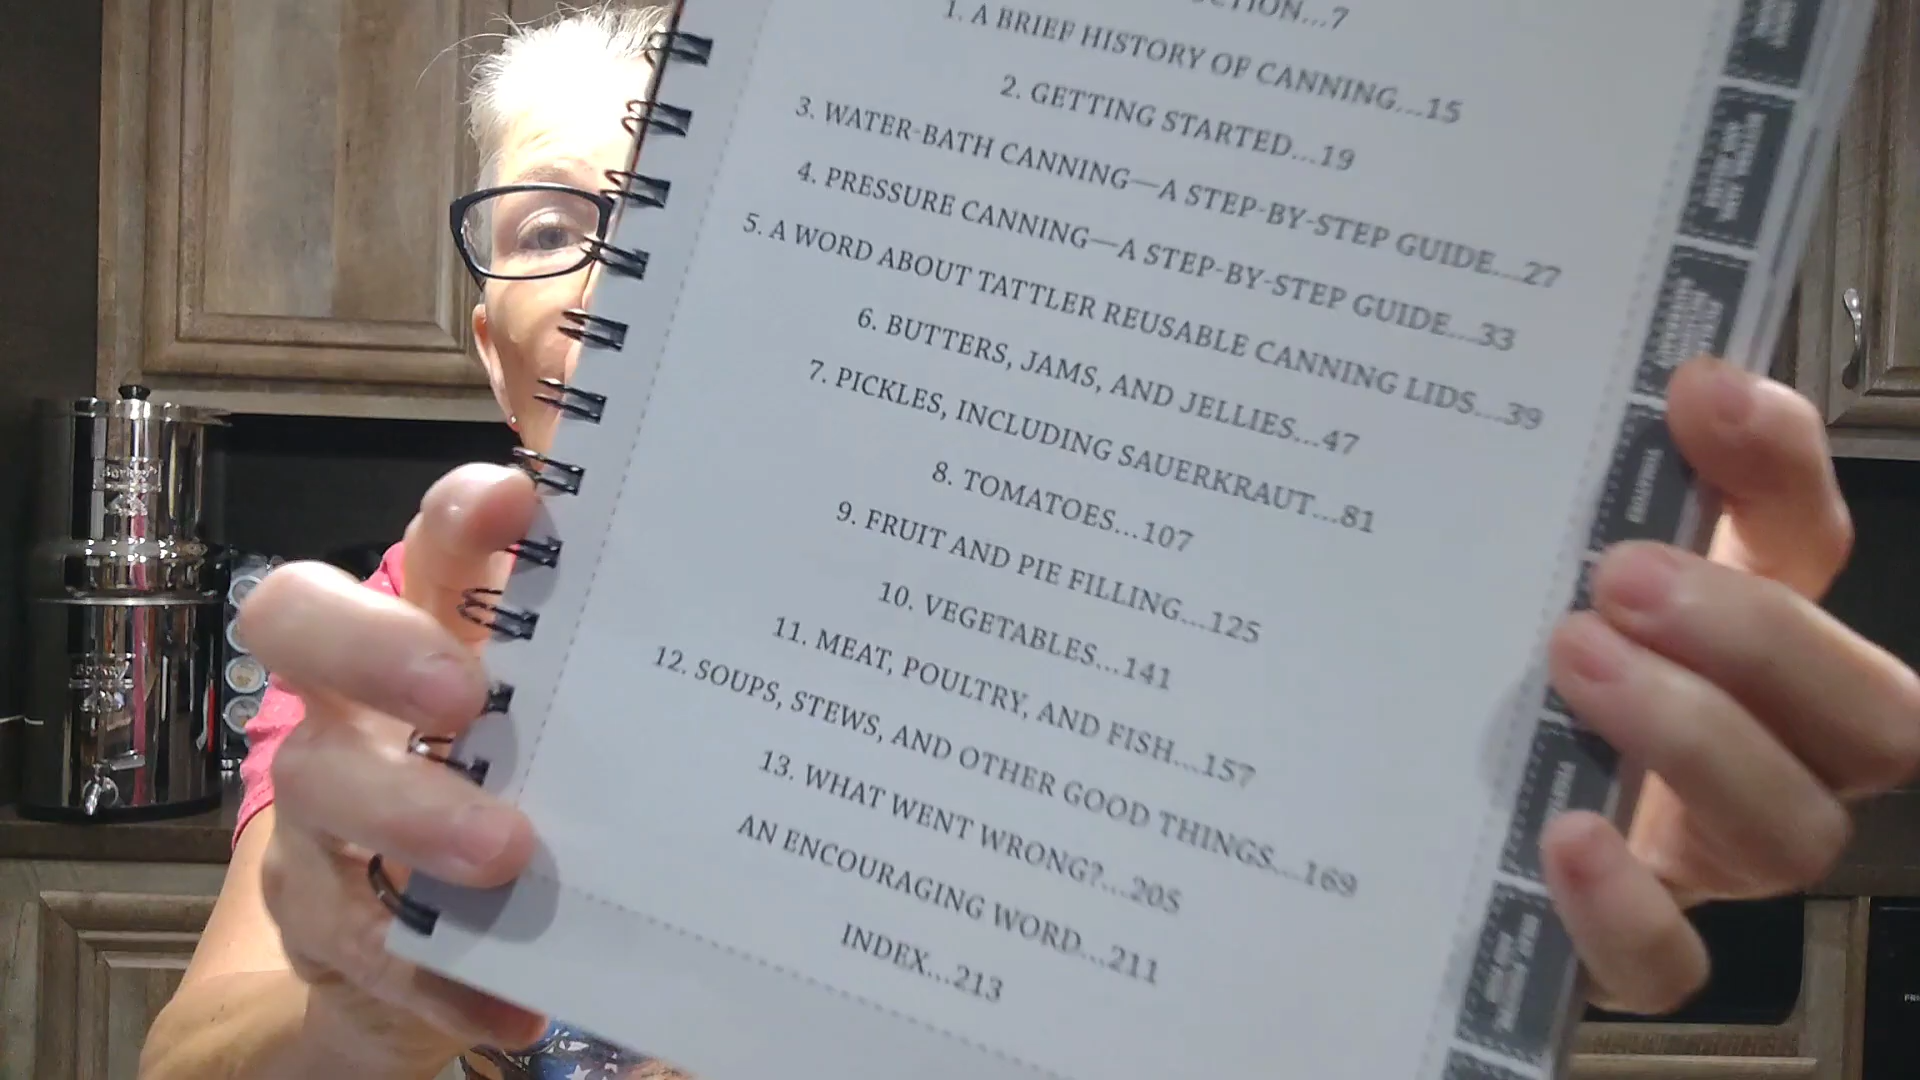 1. A BRIEF HISTORY OF CANNING...15
2. GETTING STARTED...19
3. WATER-BATH CANNING—A STEP-BY-STEP GUIDE...27
4. PRESSURE CANNING—A STEP-BY-STEP GUIDE...33
5. A WORD ABOUT TATTLER REUSABLE CANNING LIDS...39
6. BUTTERS, JAMS, AND JELLIES...47
7. PICKLES, INCLUDING SAUERKRAUT...81
8. TOMATOES...107
9. FRUIT AND PIE FILLING...125
10. VEGETABLES...141
11. MEAT, POULTRY, AND FISH...157
12. SOUPS, STEWS, AND OTHER GOOD THINGS...169
13. WHAT WENT WRONG?...205
AN ENCOURAGING WORD...211
INDEX...213